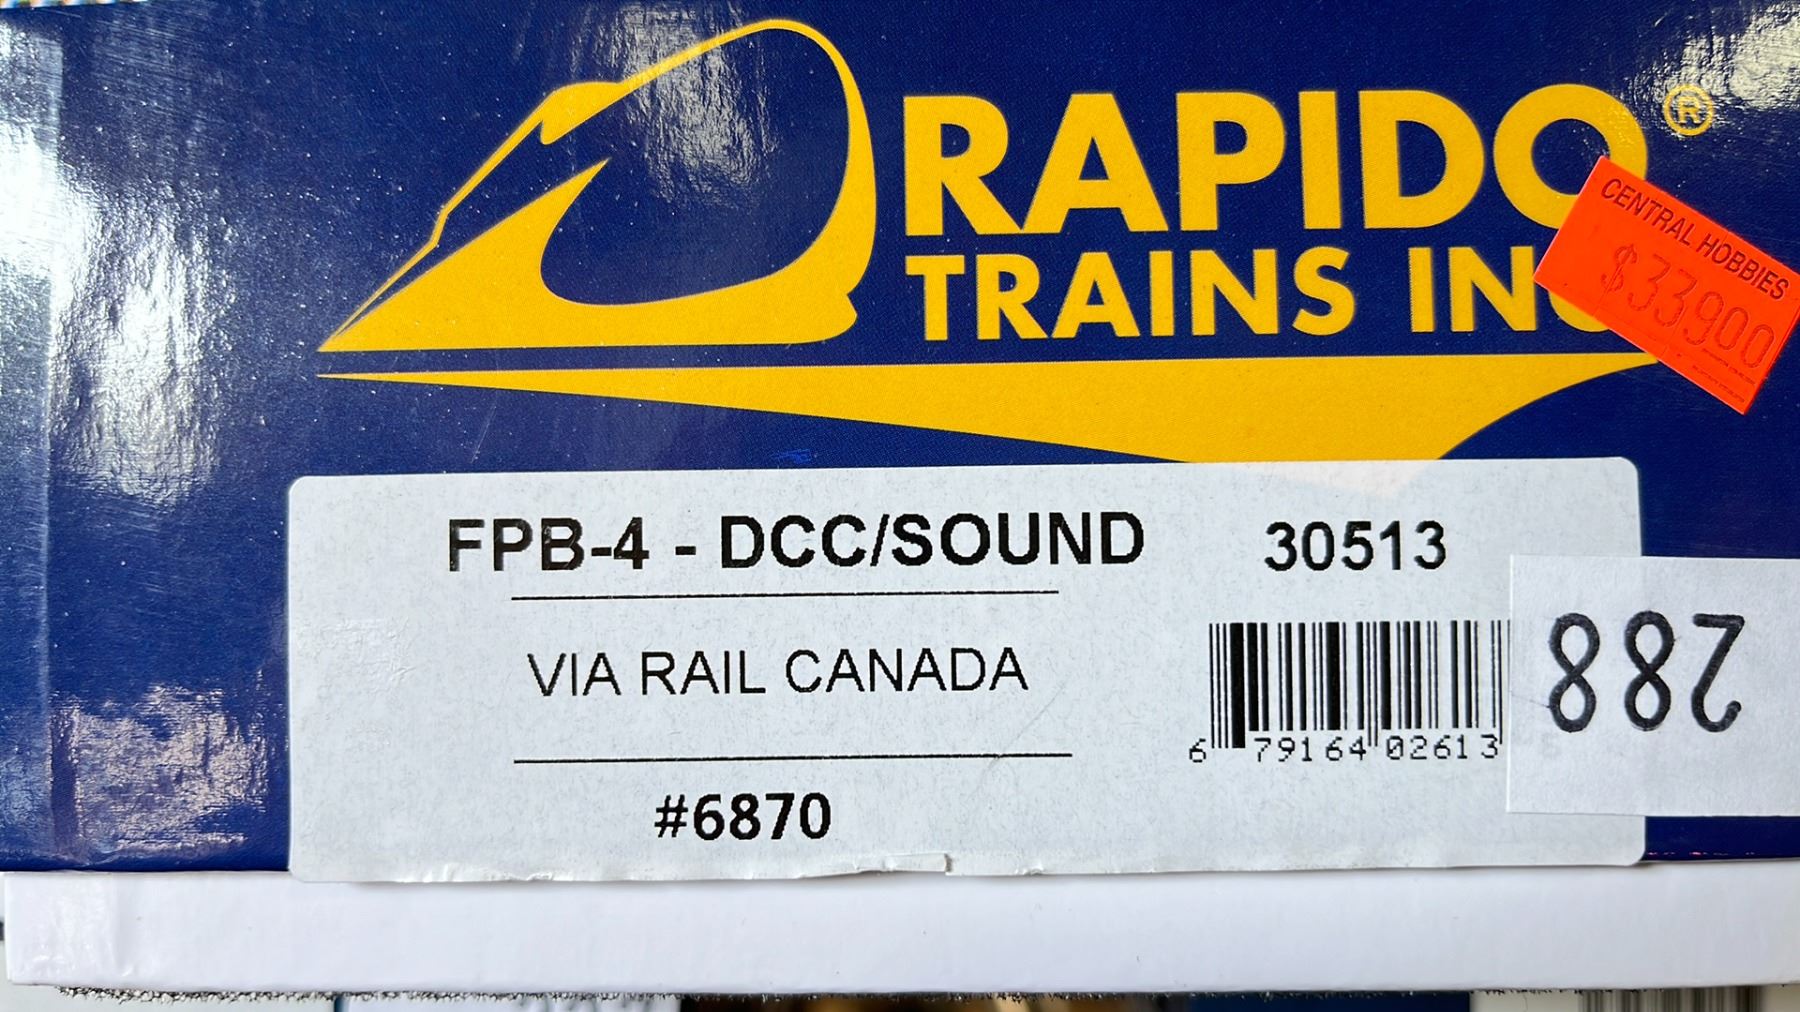 RAPIDO®
TRAINS INC
CENTRAL HOBBIES
$339.00
FPB-4 - DCC/SOUND 30513
VIA RAIL CANADA
#6870
6 79164 02613
288